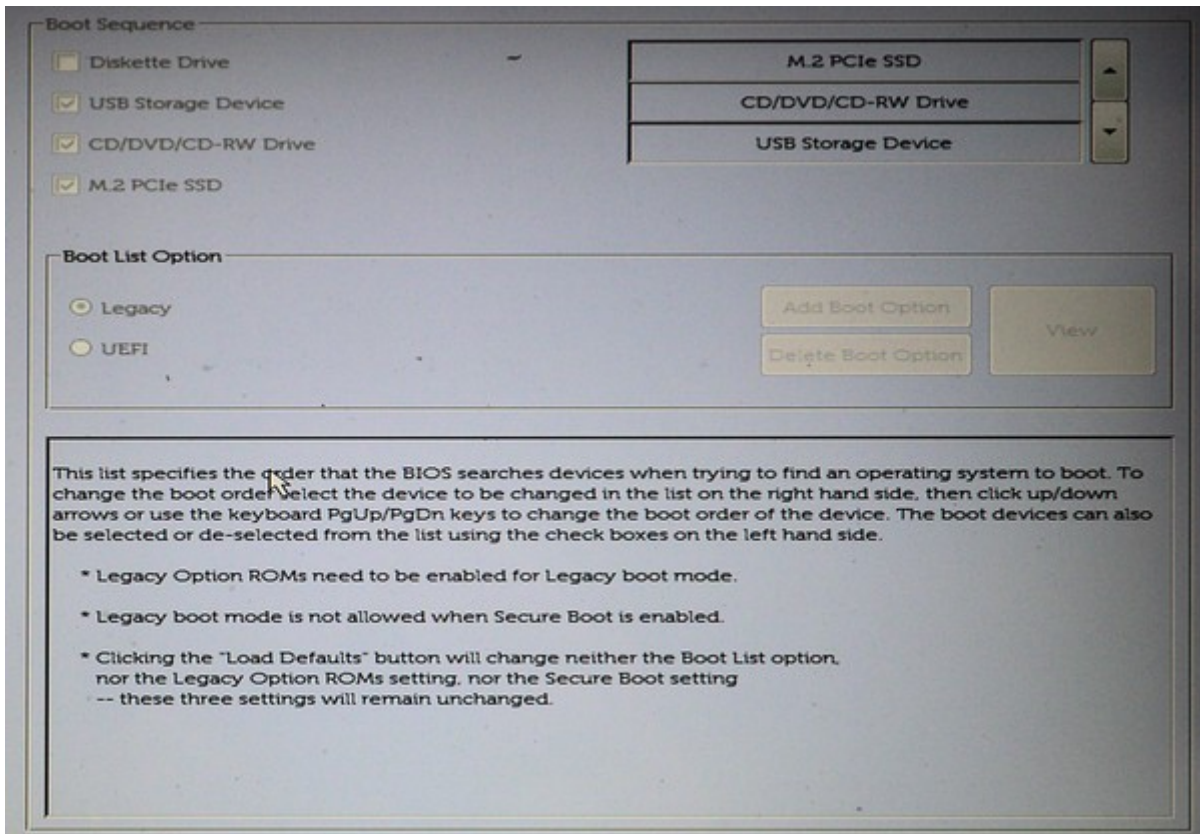 Boot Sequence
Diskette Drive
USB Storage Device
CD/DVD/CD-RW Drive
M.2 PCIe SSD
M.2 PCIe SSD
CD/DVD/CD-RW Drive
USB Storage Device
Boot List Option
Legacy
UEFI
Add Boot Option
Delete Boot Option
View
This list specifies the order that the BIOS searches devices when trying to find an operating system to boot. To
change the boot order select the device to be changed in the list on the right hand side, then click up/down
arrows or use the keyboard PgUp/PgDn keys to change the boot order of the device. The boot devices can also
be selected or de-selected from the list using the check boxes on the left hand side.
* Legacy Option ROMs need to be enabled for Legacy boot mode.
* Legacy boot mode is not allowed when Secure Boot is enabled.
* Clicking the "Load Defaults" button will change neither the Boot List option,
nor the Legacy Option ROMs setting, nor the Secure Boot setting
-- these three settings will remain unchanged.